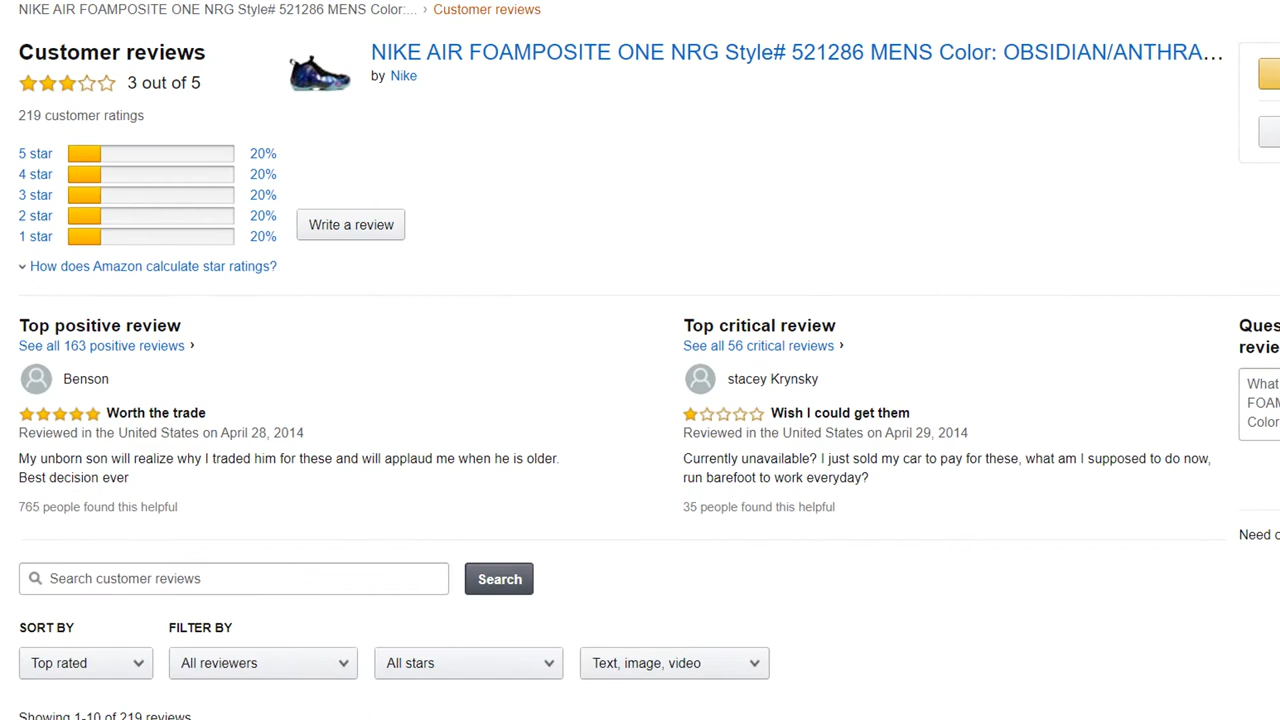 NIKE AIR FOAMPOSITE ONE NRG Style# 521286 MENS Color:... › Customer reviews
Customer reviews
3 out of 5
219 customer ratings
5 star 20%
4 star 20%
3 star 20%
2 star 20%
1 star 20%
How does Amazon calculate star ratings?
NIKE AIR FOAMPOSITE ONE NRG Style# 521286 MENS Color: OBSIDIAN/ANTHRA…
by Nike
Write a review
Top positive review
See all 163 positive reviews ›
Benson
Worth the trade
Reviewed in the United States on April 28, 2014
My unborn son will realize why I traded him for these and will applaud me when he is older.
Best decision ever
765 people found this helpful
Top critical review
See all 56 critical reviews ›
stacey Krynsky
Wish I could get them
Reviewed in the United States on April 29, 2014
Currently unavailable? I just sold my car to pay for these, what am I supposed to do now,
run barefoot to work everyday?
35 people found this helpful
Ques
revie
What
FOAM
Color
Need
Search customer reviews
Search
SORT BY
FILTER BY
Top rated
All reviewers
All stars
Text, image, video
Showing 1-10 of 219 reviews